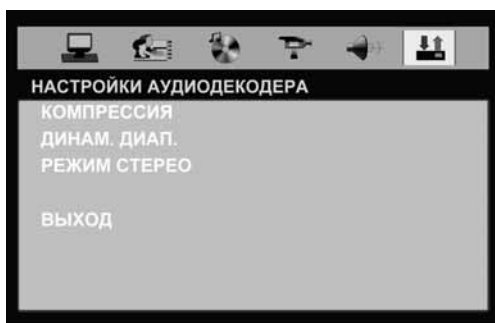 НАСТРОЙКИ АУДИОДЕКОДЕРА
КОМПРЕССИЯ
ДИНАМ. ДИАП.
РЕЖИМ СТЕРЕО
ВЫХОД